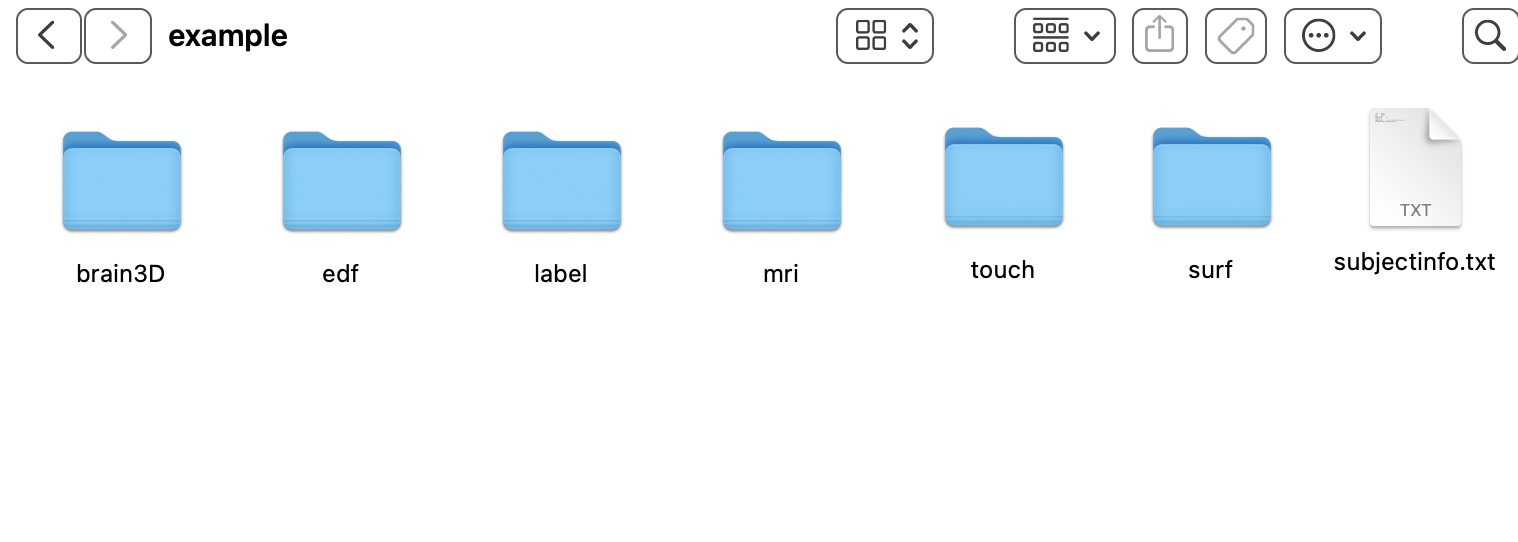 example
brain3D
edf
label
mri
touch
surf
TXT
subjectinfo.txt